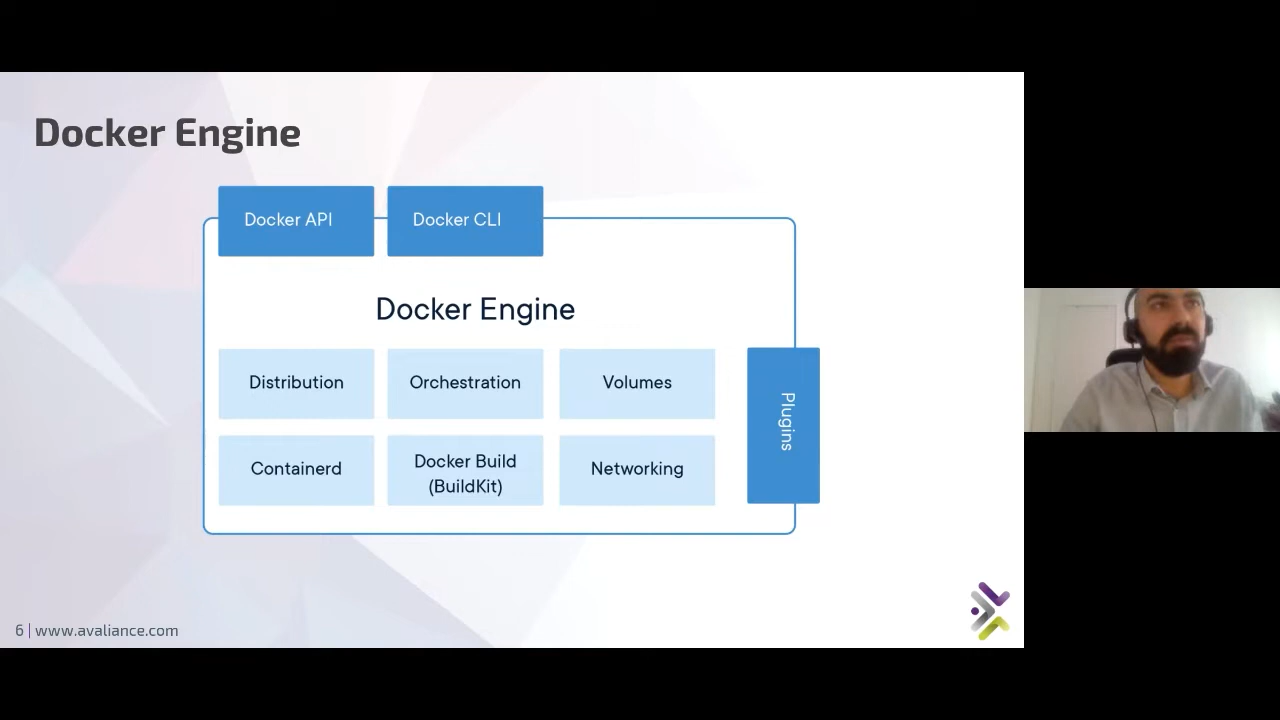 Docker Engine
Docker API
Docker CLI
Docker Engine
Distribution
Orchestration
Volumes
Containerd
Docker Build
(BuildKit)
Networking
Plugins
6 | www.avaliance.com